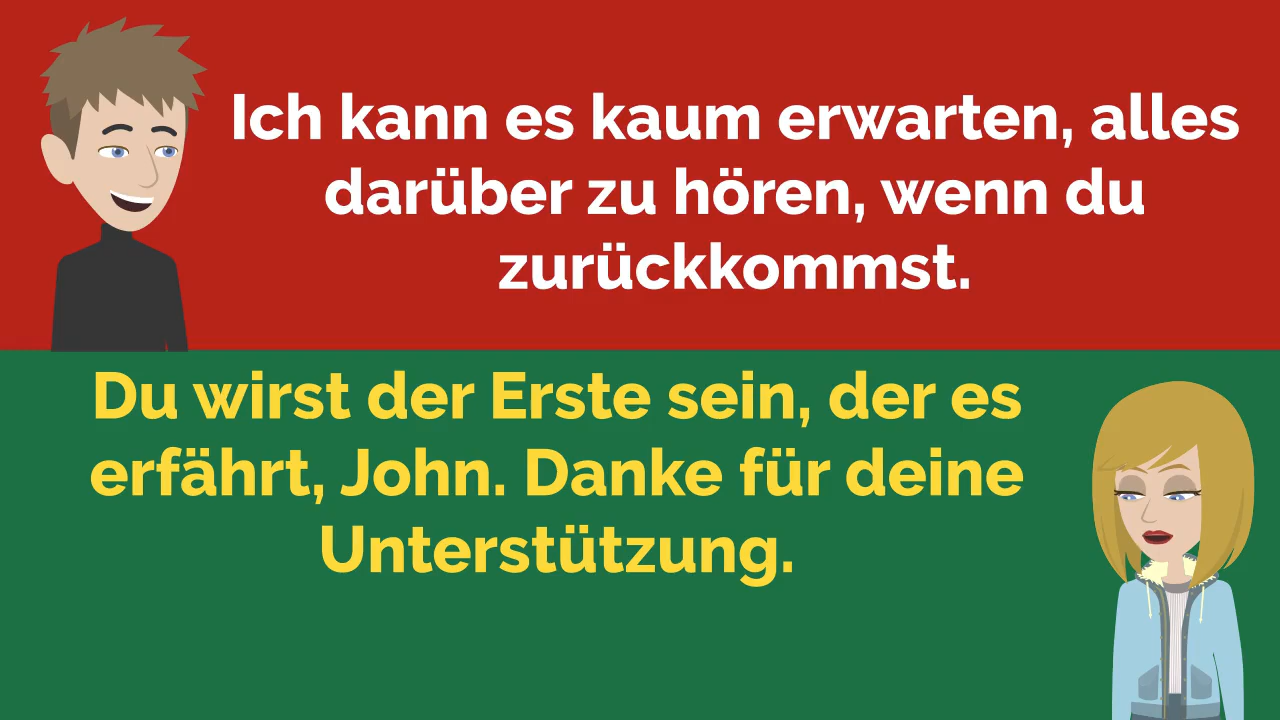 Ich kann es kaum erwarten, alles
darüber zu hören, wenn du
zurückkommst.
Du wirst der Erste sein, der es
erfährt, John. Danke für deine
Unterstützung.